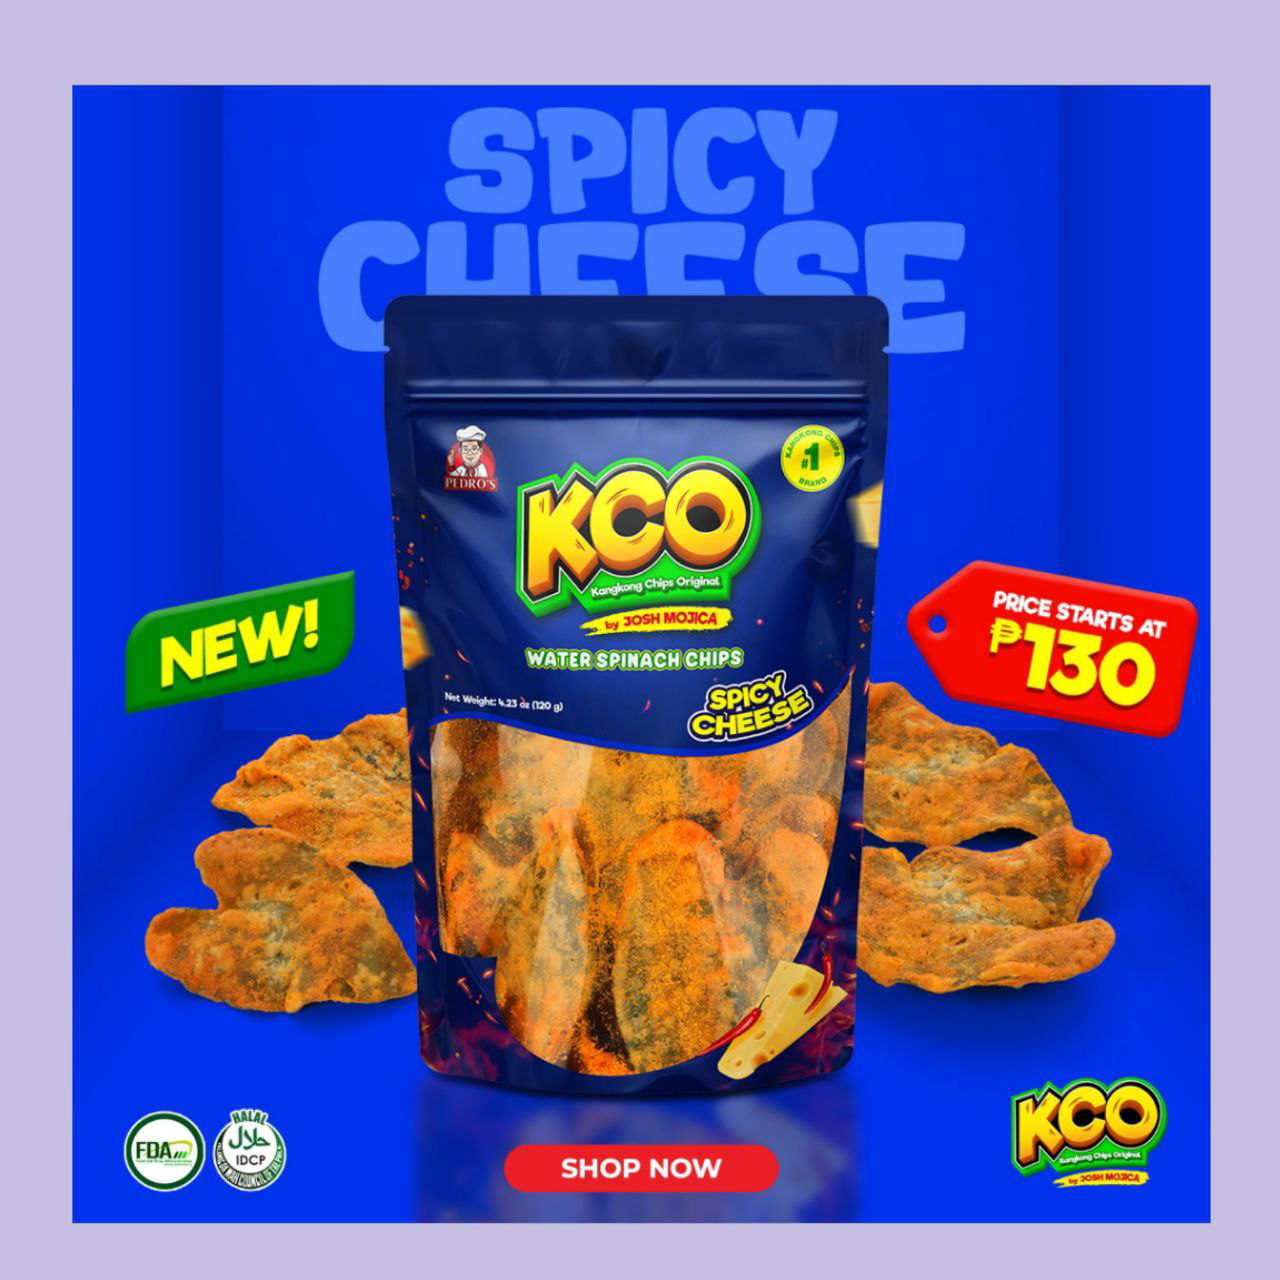 SPICY
CHEESE
PEDRO'S
KANGKONG CHIPS
#1
BRAND
KCO
Kangkong Chips Original
by JOSH MOJICA
WATER SPINACH CHIPS
Net Weight: 4.23 oz (120 g)
SPICY
CHEESE
NEW!
PRICE STARTS AT
₱130
FDA
HALAL
حلال
IDCP
SHOP NOW
KCO
Kangkong Chips Original
by JOSH MOJICA